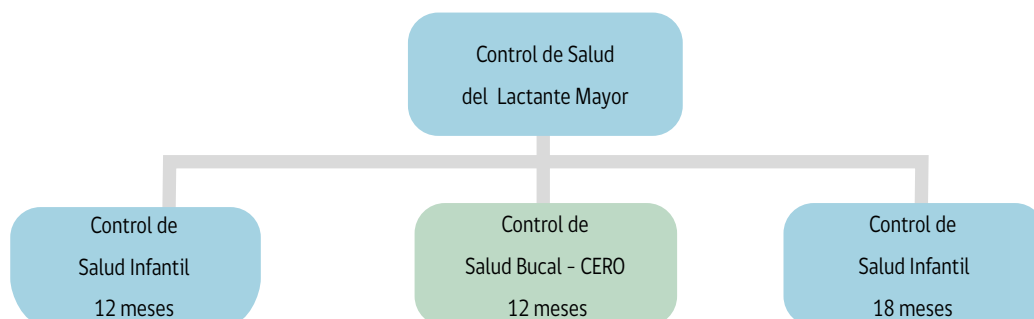 Control de Salud
del Lactante Mayor
Control de
Salud Infantil
12 meses
Control de
Salud Bucal – CERO
12 meses
Control de
Salud Infantil
18 meses